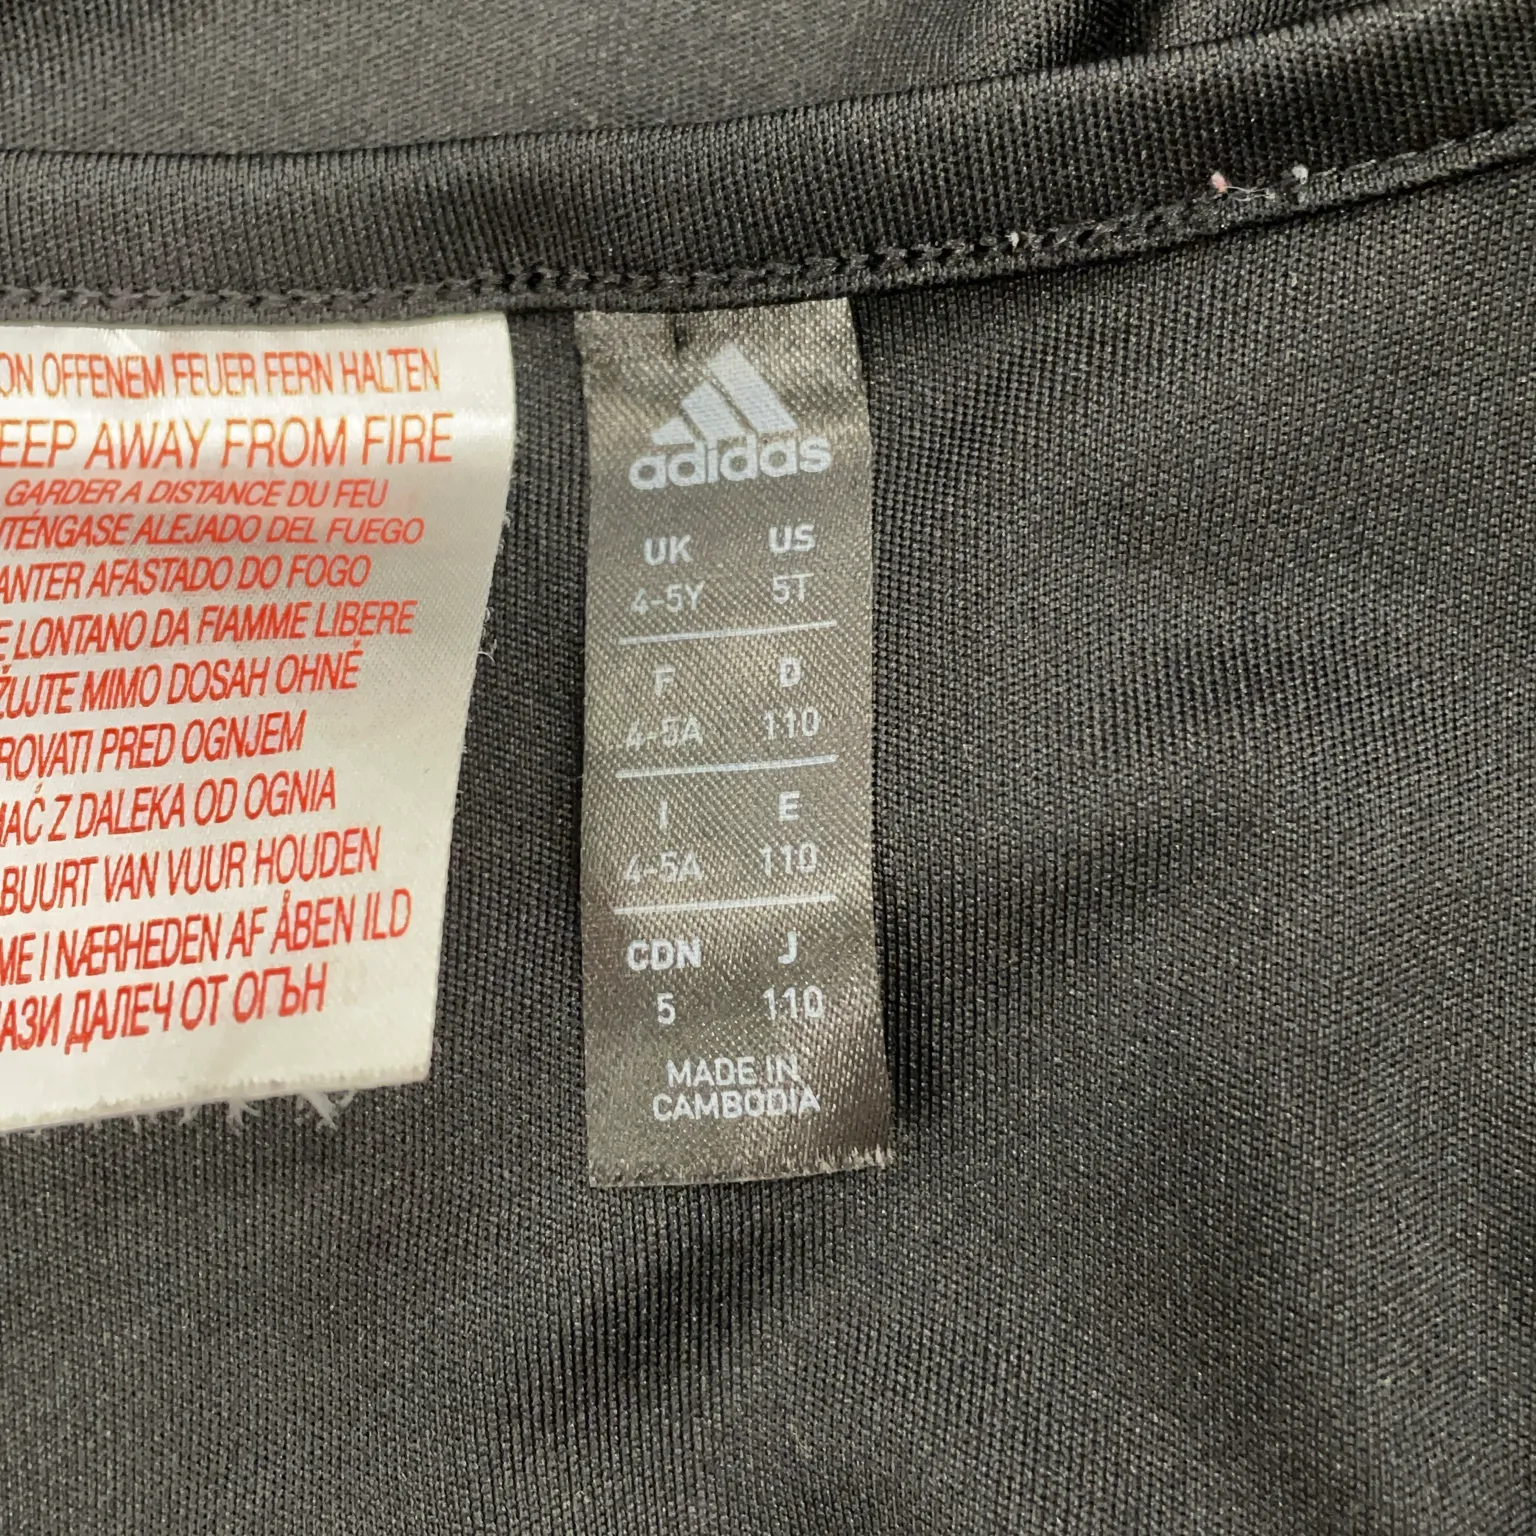 ON OFFENEM FEUER FERN HALTEN
EEP AWAY FROM FIRE
GARDER A DISTANCE DU FEU
TÉNGASE ALEJADO DEL FUEGO
ANTER AFASTADO DO FOGO
E LONTANO DA FIAMME LIBERE
ŽUJTE MIMO DOSAH OHNĚ
ROVATI PRED OGNJEM
MAĆ Z DALEKA OD OGNIA
BUURT VAN VUUR HOUDEN
ME I NÆRHEDEN AF ÅBEN ILD
АЗИ ДАЛЕЧ ОТ ОГЪН
adidas
UK US
4-5Y 5T
F D
4-5A 110
I E
4-5A 110
CDN J
5 110
MADE IN
CAMBODIA